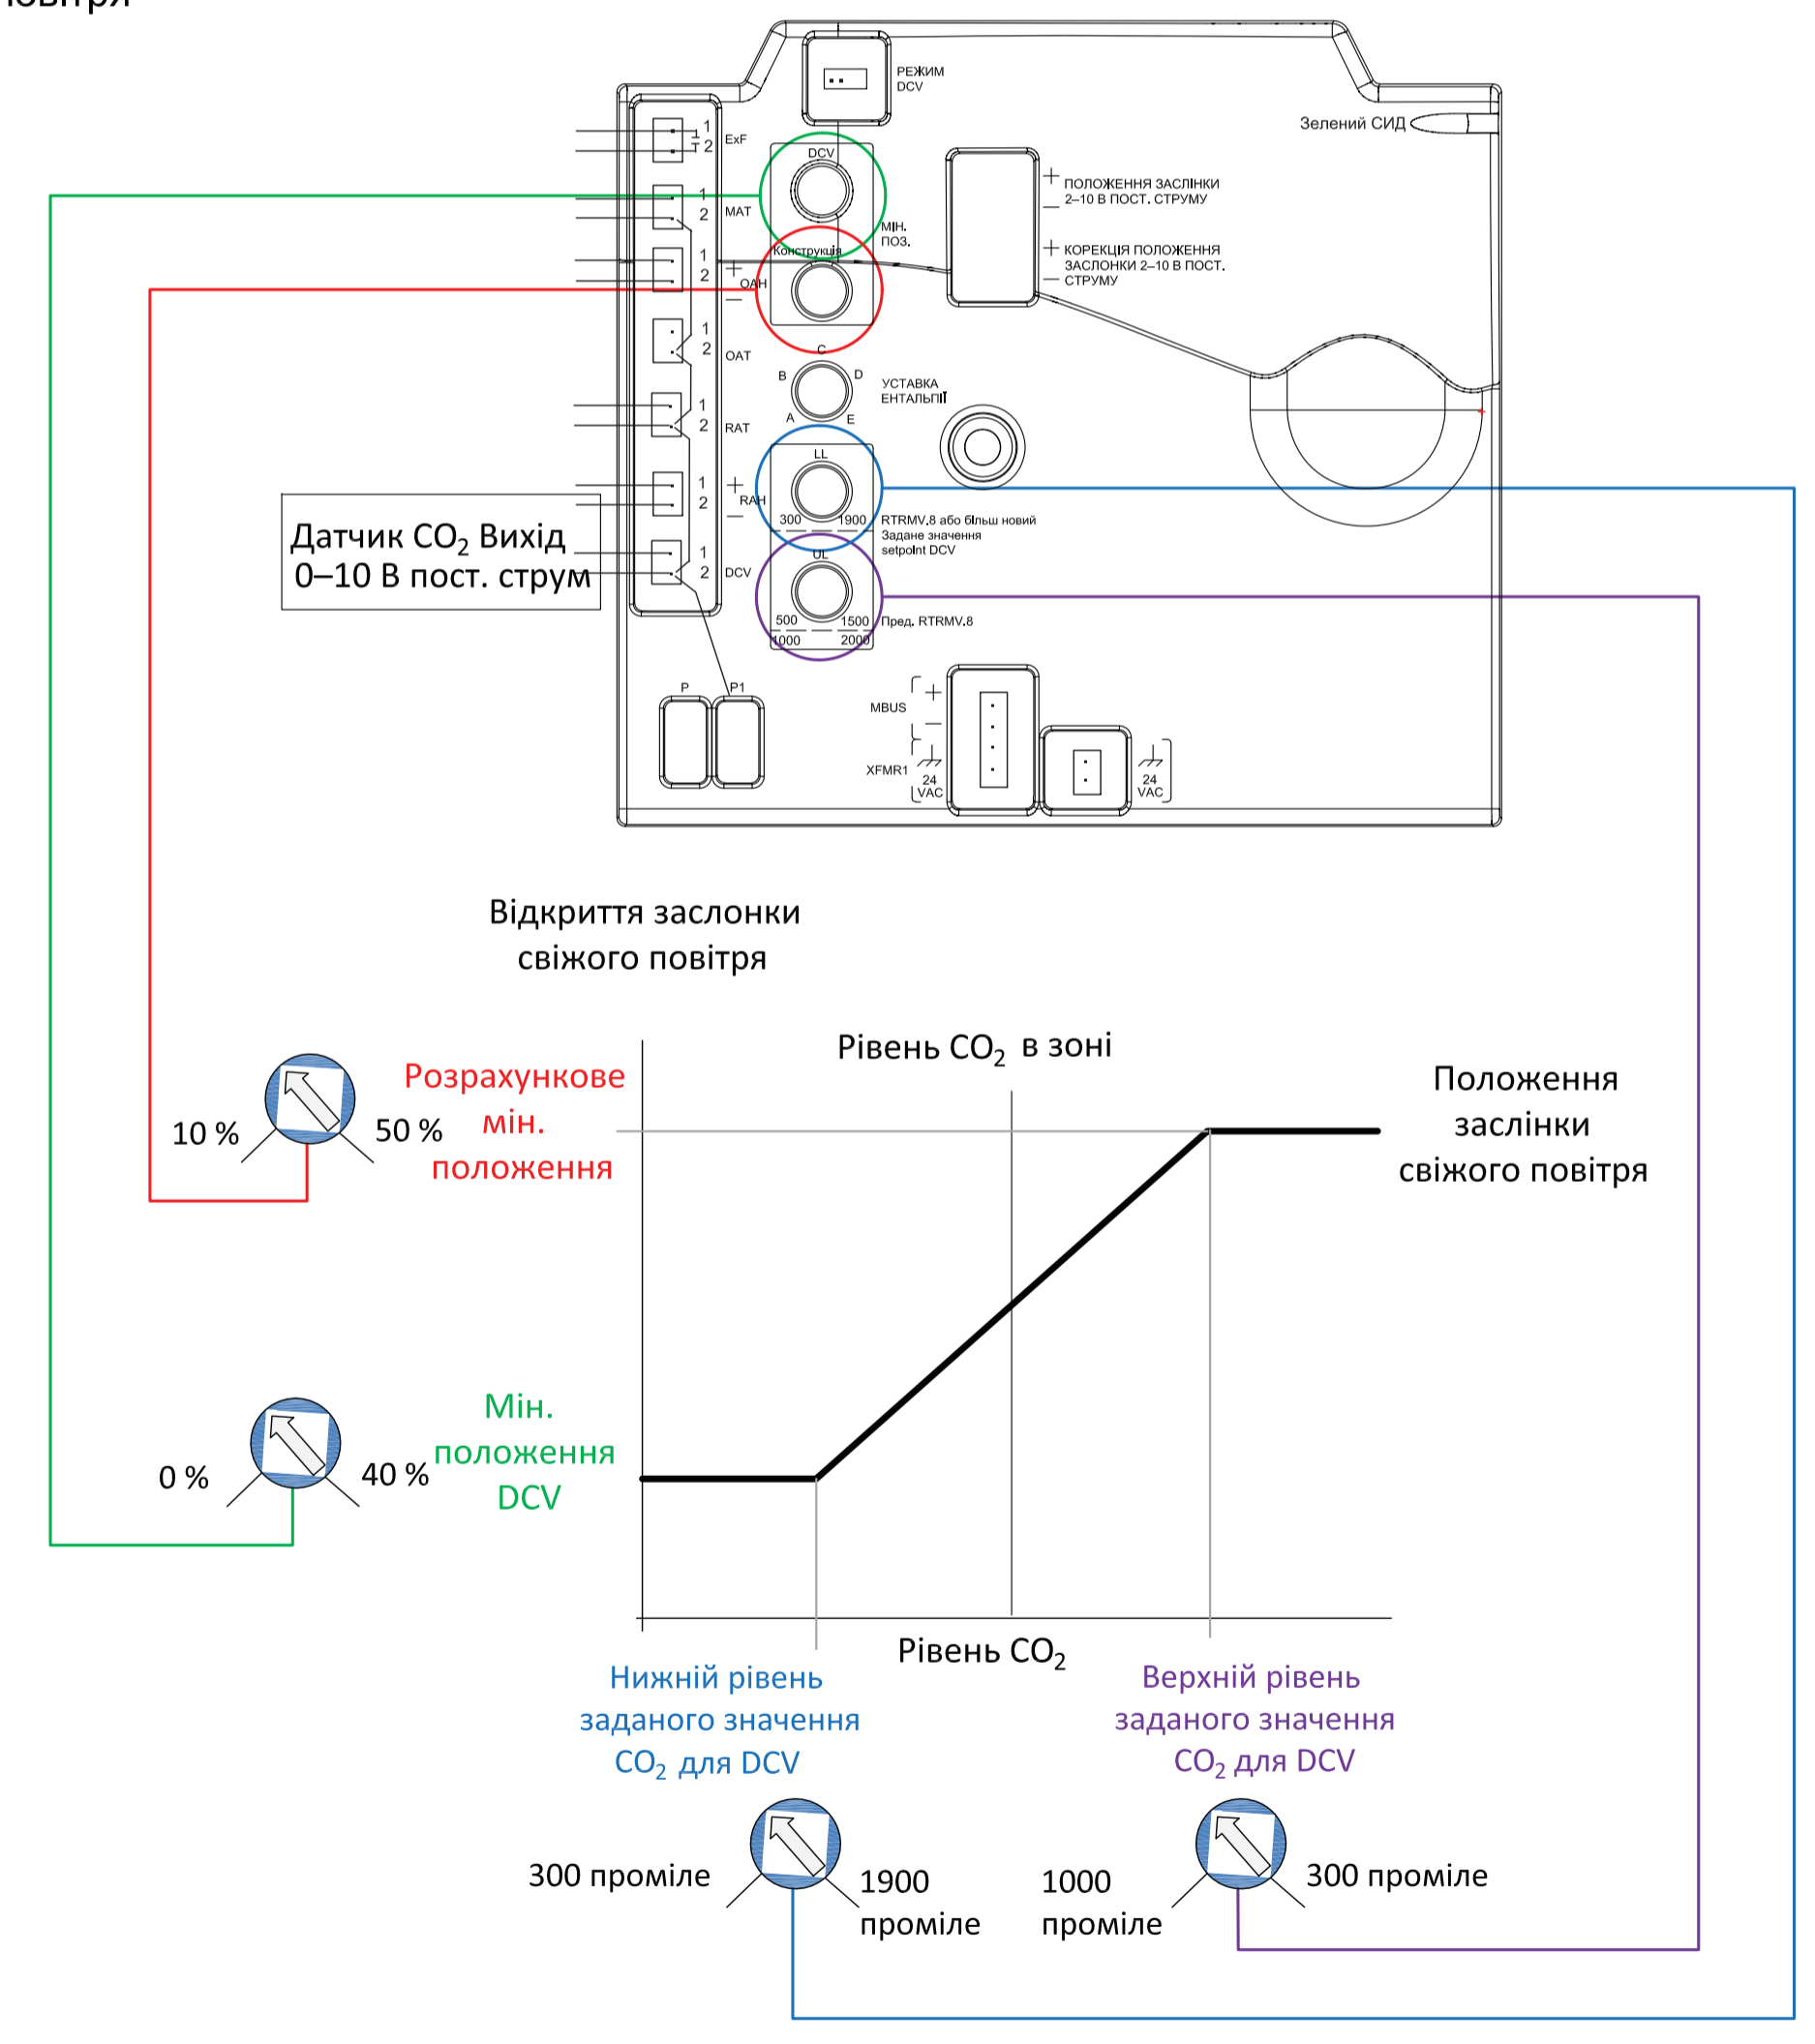 повітря
РЕЖИМ
DCV
Зелений СИД
1
2
ExF
DCV
1
2
MAT
МІН.
ПОЗ.
Конструкція
1
2
+
OAH
—
+
ПОЛОЖЕННЯ ЗАСЛІНКИ
2–10 В ПОСТ. СТРУМУ
—
+
КОРЕКЦІЯ ПОЛОЖЕННЯ
ЗАСЛОНКИ 2–10 В ПОСТ.
— СТРУМУ
1
2
OAT
C
B
D
A
E
УСТАВКА
ЕНТАЛЬПІЇ
1
2
RAT
LL
1
2
+
RAH
—
300
1900
RTRMV.8 або більш новий
Задане значення
setpoint DCV
Датчик CO2 Вихід
0–10 В пост. струм
1
2
DCV
UL
500
1500
Пред. RTRMV.8
1000
2000
P
P1
MBUS
+
—
XFMR1
24
VAC
24
VAC
Відкриття заслонки
свіжого повітря
Рівень CO2 в зоні
10 %
50 %
Розрахункове
мін.
положення
Положення
заслінки
свіжого повітря
0 %
40 %
Мін.
положення
DCV
Рівень CO2
Нижній рівень
заданого значення
CO2 для DCV
Верхній рівень
заданого значення
CO2 для DCV
300 проміле
1900
проміле
1000
проміле
300 проміле